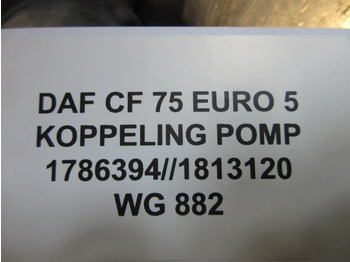 DAF CF 75 EURO 5
KOPPELING POMP
1786394//1813120
WG 882